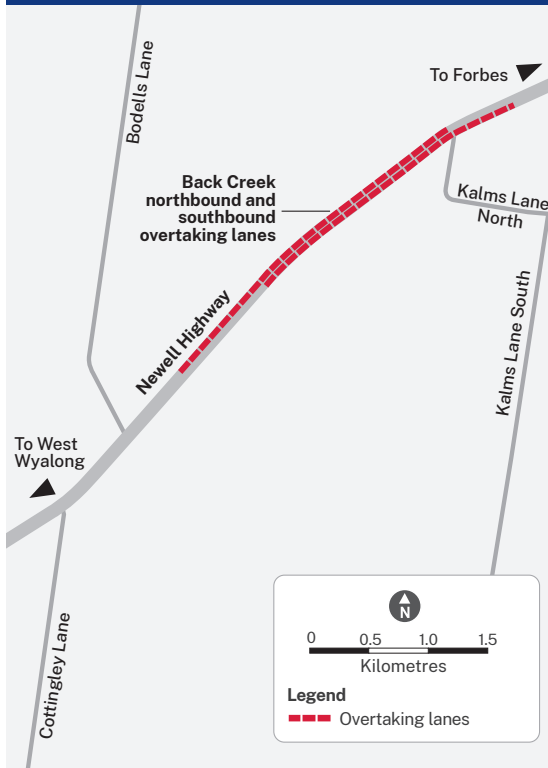 Bodells Lane
To Forbes
Back Creek
northbound and
southbound
overtaking lanes
Kalms Lane
North
Newell Highway
Kalms Lane South
To West
Wyalong
Cottingley Lane
N
0 0.5 1.0 1.5
Kilometres
Legend
Overtaking lanes